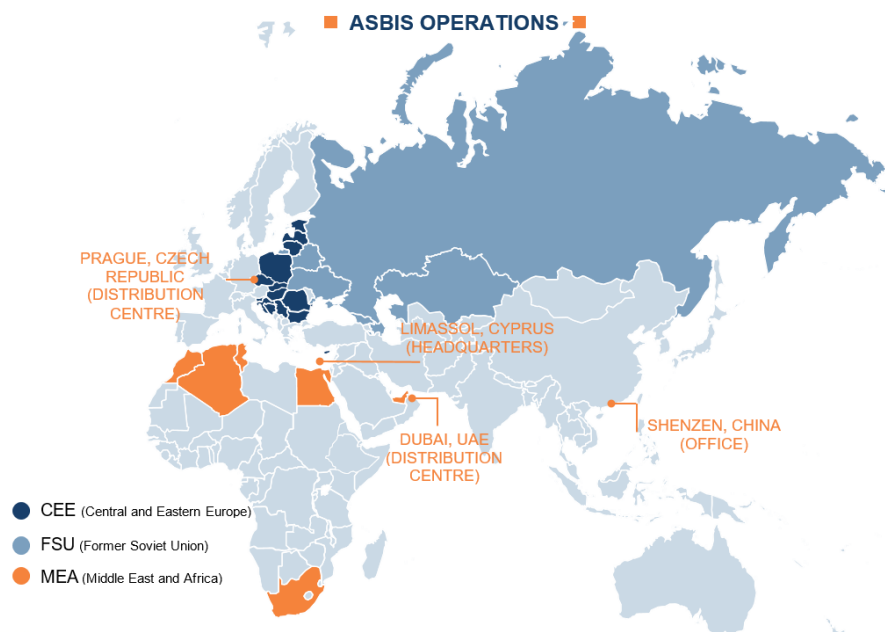 ASBIS OPERATIONS
PRAGUE, CZECH
REPUBLIC
(DISTRIBUTION
CENTRE)
LIMASSOL, CYPRUS
(HEADQUARTERS)
DUBAI, UAE
(DISTRIBUTION
CENTRE)
SHENZEN, CHINA
(OFFICE)
CEE (Central and Eastern Europe)
FSU (Former Soviet Union)
MEA (Middle East and Africa)